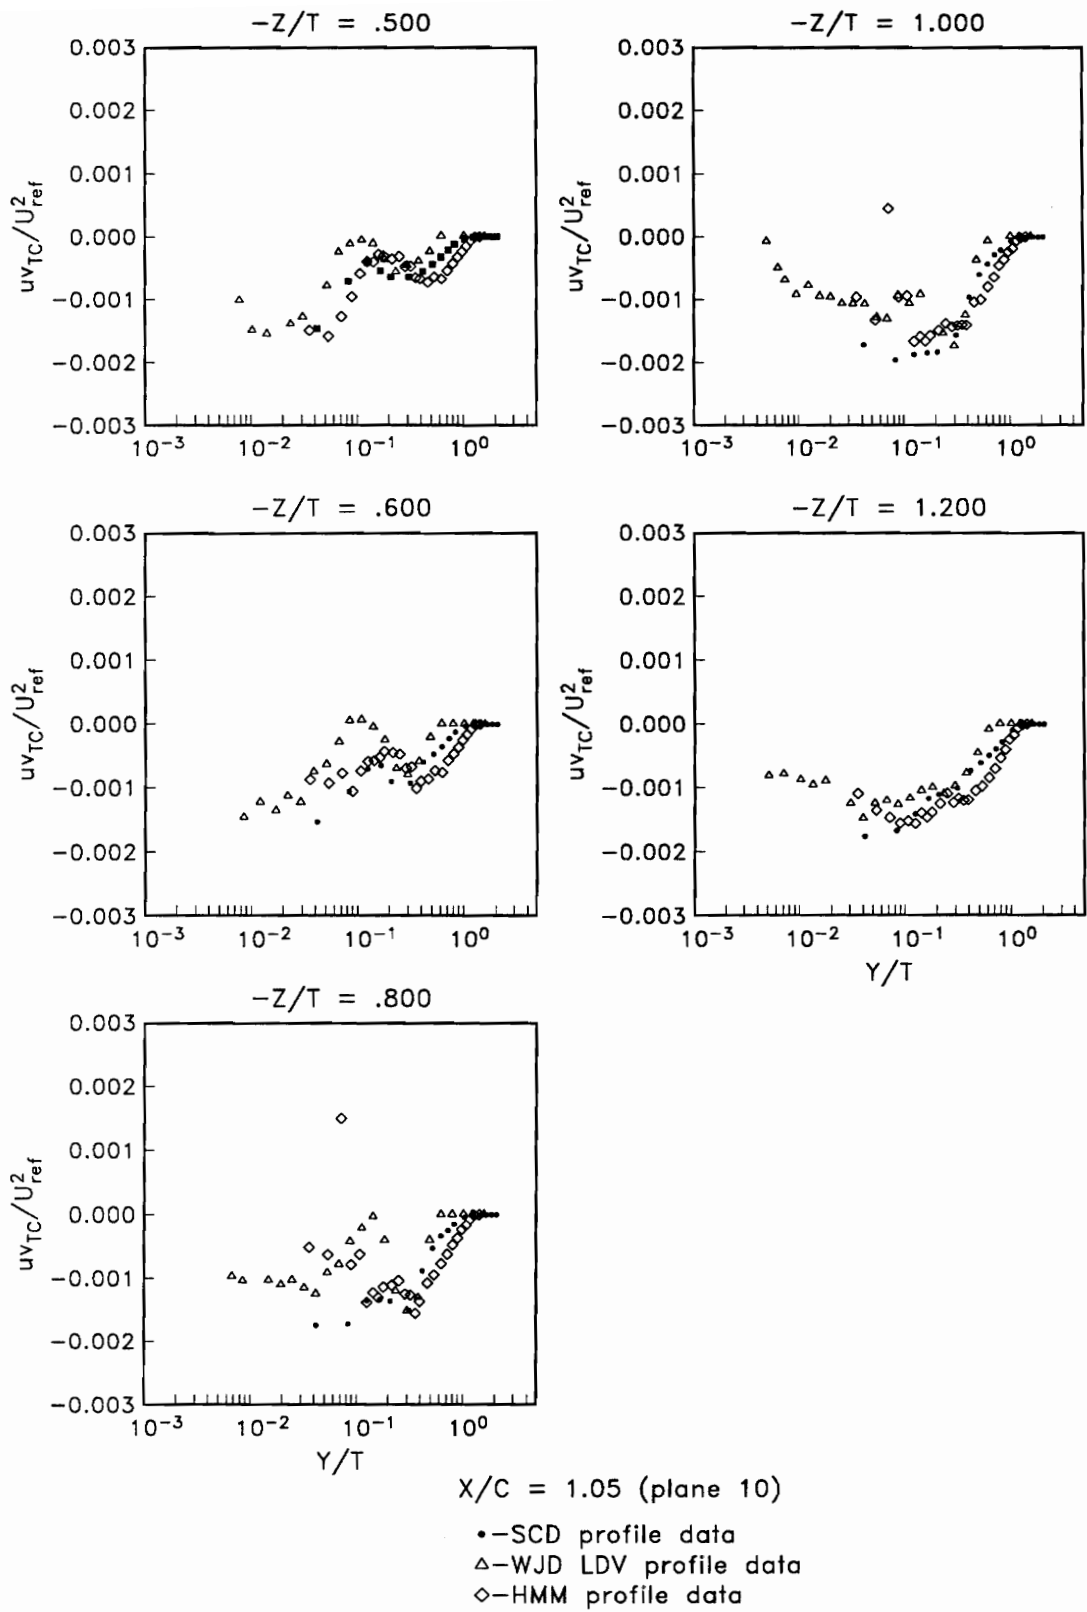 -Z/T = .500
0.003
0.002
0.001
0.000
-0.001
-0.002
-0.003
uv_TC/U²_ref
10⁻³ 10⁻² 10⁻¹ 10⁰
-Z/T = 1.000
0.003
0.002
0.001
0.000
-0.001
-0.002
-0.003
uv_TC/U²_ref
10⁻³ 10⁻² 10⁻¹ 10⁰
-Z/T = .600
0.003
0.002
0.001
0.000
-0.001
-0.002
-0.003
uv_TC/U²_ref
10⁻³ 10⁻² 10⁻¹ 10⁰
-Z/T = 1.200
0.003
0.002
0.001
0.000
-0.001
-0.002
-0.003
uv_TC/U²_ref
10⁻³ 10⁻² 10⁻¹ 10⁰
Y/T
-Z/T = .800
0.003
0.002
0.001
0.000
-0.001
-0.002
-0.003
uv_TC/U²_ref
10⁻³ 10⁻² 10⁻¹ 10⁰
Y/T
X/C = 1.05 (plane 10)
•-SCD profile data
△-WJD LDV profile data
◇-HMM profile data